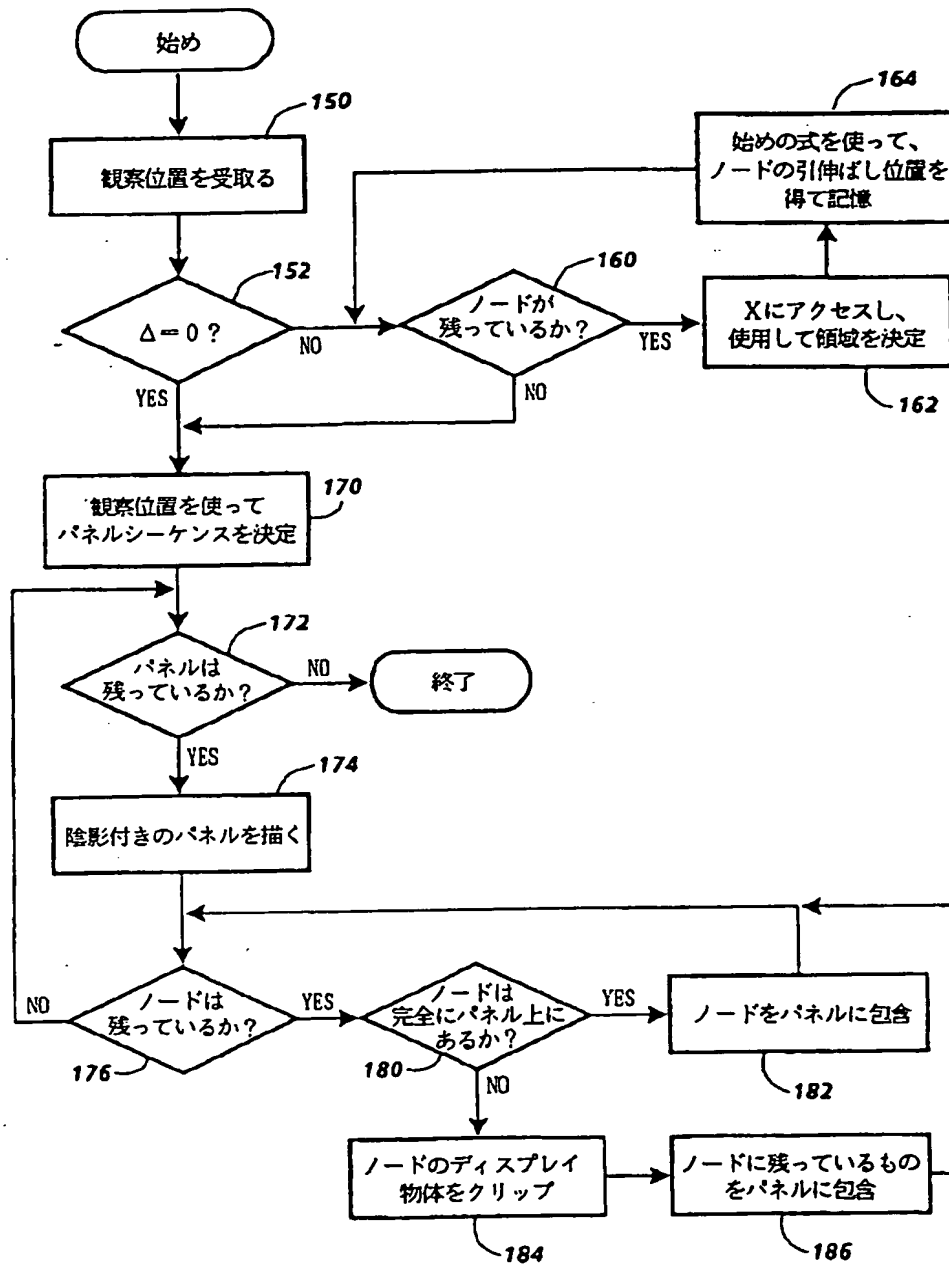 始め
150
観察位置を受取る
164
始めの式を使って、
ノードの引伸ばし位置を
得て記憶
152
Δ=0?
NO
YES
160
ノードが
残っているか?
YES
NO
Xにアクセスし、
使用して領域を決定
162
170
観察位置を使って
パネルシーケンスを決定
172
パネルは
残っているか?
NO
YES
終了
174
陰影付きのパネルを描く
ノードは
残っているか?
NO
YES
176
ノードは
完全にパネル上に
あるか?
YES
NO
180
ノードをパネルに包含
182
ノードのディスプレイ
物体をクリップ
184
ノードに残っているもの
をパネルに包含
186